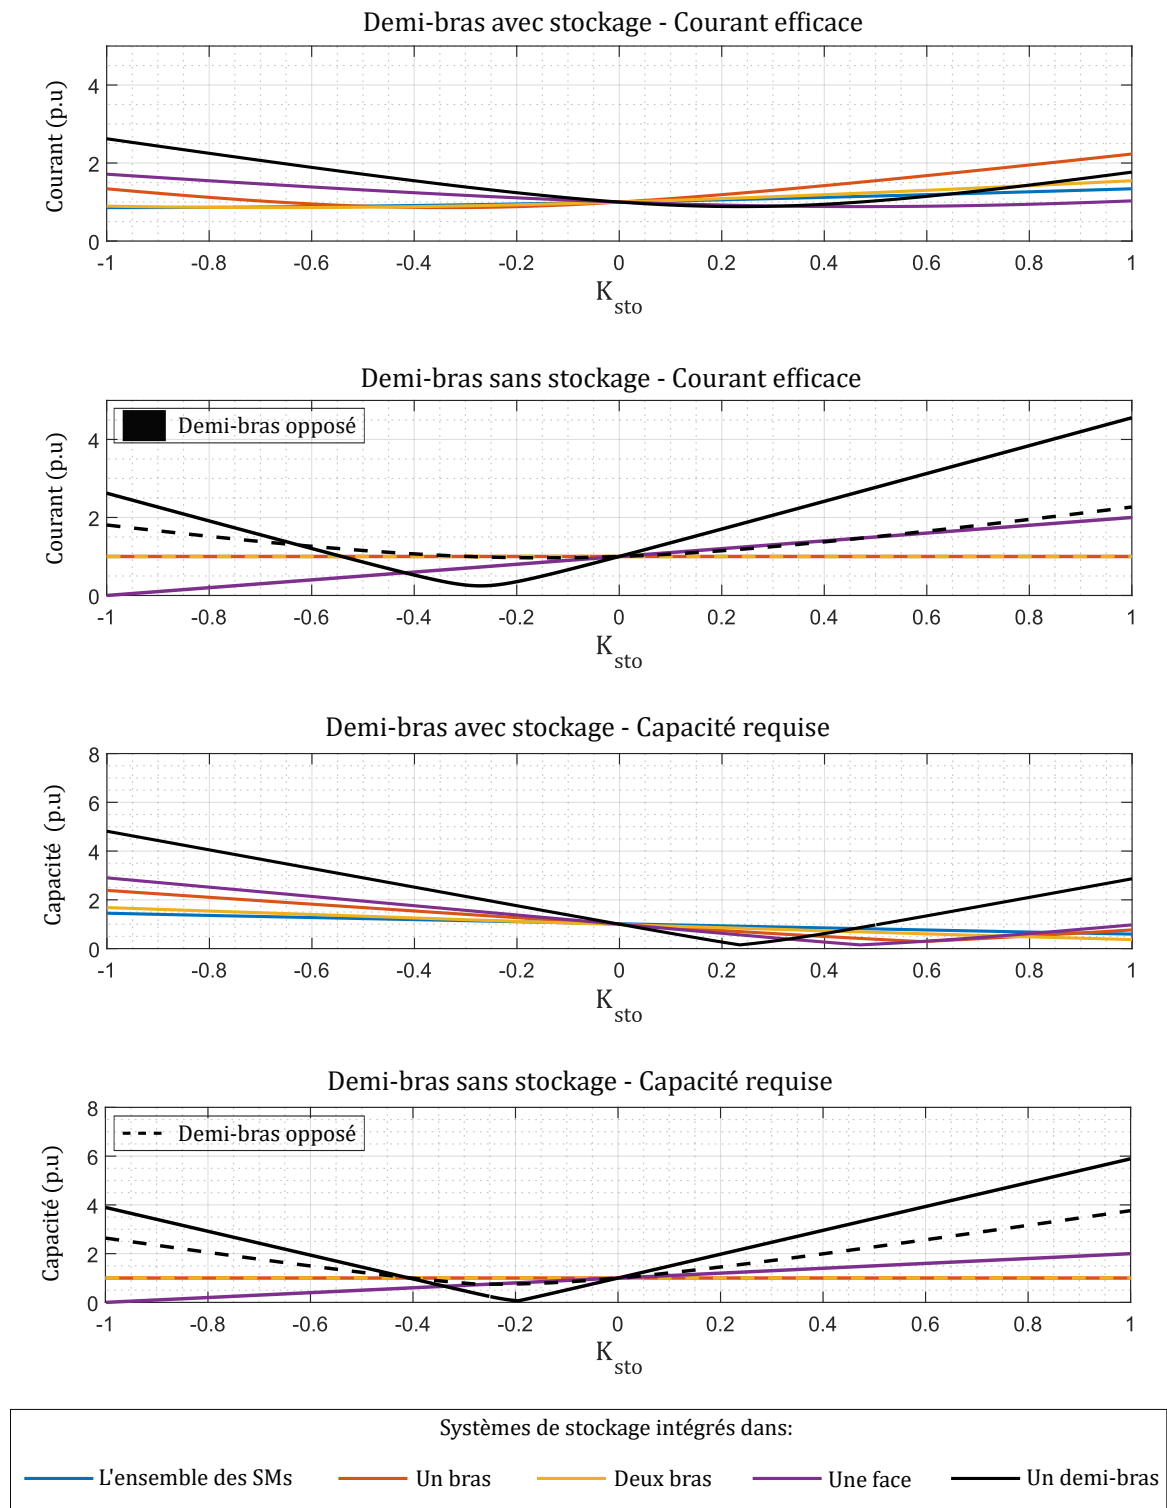 Demi-bras avec stockage - Courant efficace
Courant (p.u)
4
2
0
-1 -0.8 -0.6 -0.4 -0.2 0 0.2 0.4 0.6 0.8 1
K sto
Demi-bras sans stockage - Courant efficace
Demi-bras opposé
Courant (p.u)
4
2
0
-1 -0.8 -0.6 -0.4 -0.2 0 0.2 0.4 0.6 0.8 1
K sto
Demi-bras avec stockage - Capacité requise
Capacité (p.u)
8
6
4
2
0
-1 -0.8 -0.6 -0.4 -0.2 0 0.2 0.4 0.6 0.8 1
K sto
Demi-bras sans stockage - Capacité requise
Demi-bras opposé
Capacité (p.u)
8
6
4
2
0
-1 -0.8 -0.6 -0.4 -0.2 0 0.2 0.4 0.6 0.8 1
K sto
Systèmes de stockage intégrés dans:
L'ensemble des SMs Un bras Deux bras Une face Un demi-bras